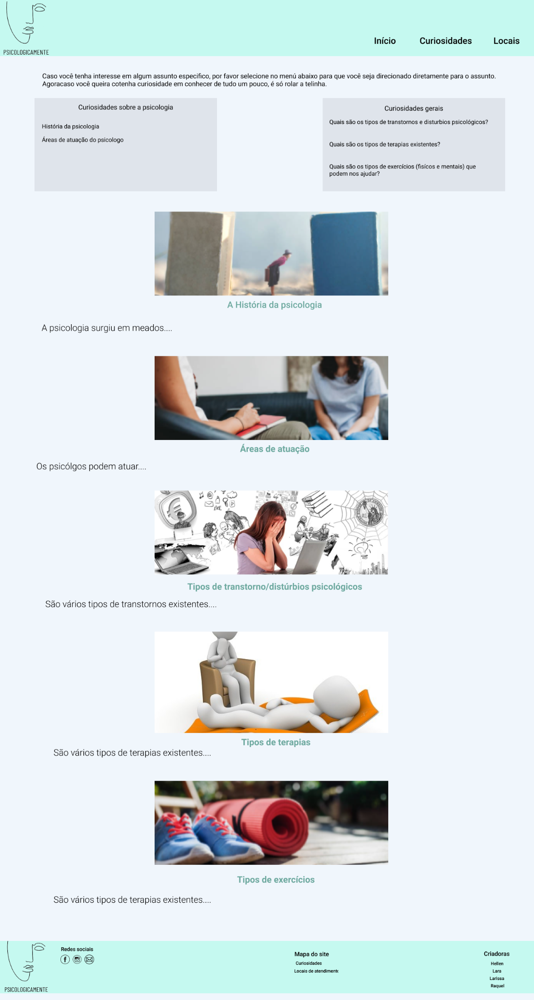 PSICOLOGICAMENTE
Início
Curiosidades
Locais
Caso você tenha interesse em algum assunto especifico, por favor selecione no menú abaixo para que você seja direcionado diretamente para o assunto.
Agoracaso você queira cotenha curiosidade em conhecer de tudo um pouco, é só rolar a telinha.
Curiosidades sobre a psicologia
História da psicologia
Áreas de atuação do psicologo
Curiosidades gerais
Quais são os tipos de transtornos e disturbios psicológicos?
Quais são os tipos de terapias existentes?
Quais são os tipos de exercícios (fisícos e mentais) que
podem nos ajudar?
A História da psicologia
A psicologia surgiu em meados....
Áreas de atuação
Os psicólgos podem atuar....
LIKE
Tipos de transtorno/distúrbios psicológicos
São vários tipos de transtornos existentes....
Tipos de terapias
São vários tipos de terapias existentes....
Tipos de exercícios
São vários tipos de terapias existentes....
PSICOLOGICAMENTE
Redes sociais
Mapa do site
Curiosidades
Locais de atendimento
Criadoras
Hellen
Lara
Larissa
Raquel